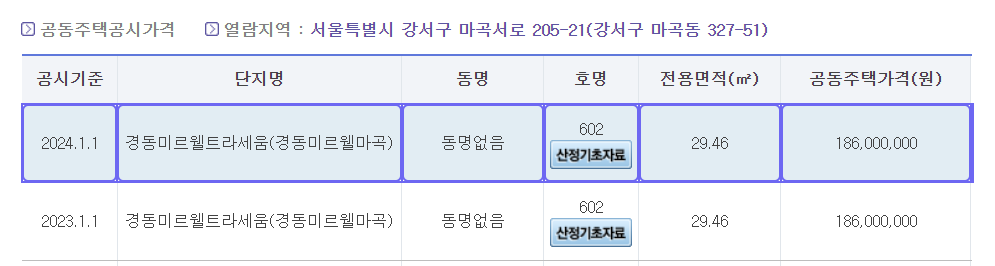 공동주택공시가격 열람지역 : 서울특별시 강서구 마곡서로 205-21(강서구 마곡동 327-51)
공시기준 단지명 동명 호명 전용면적(㎡) 공동주택가격(원)
2024.1.1 경동미르웰트라세움(경동미르웰마곡) 동명없음 602 29.46 186,000,000
산정기초자료
2023.1.1 경동미르웰트라세움(경동미르웰마곡) 동명없음 602 29.46 186,000,000
산정기초자료